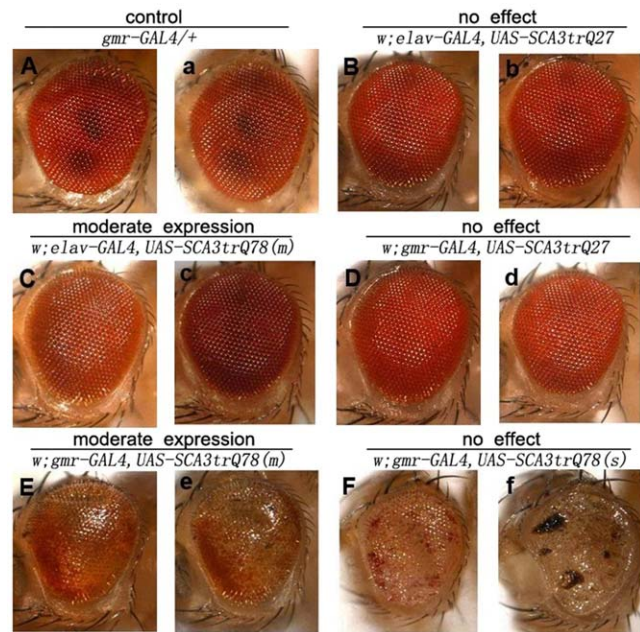 control
gmr-GAL4/+
no effect
w;elav-GAL4,UAS-SCA3trQ27
A
a
B
b
moderate expression
w;elav-GAL4,UAS-SCA3trQ78(m)
no effect
w;gmr-GAL4,UAS-SCA3trQ27
C
c
D
d
moderate expression
w;gmr-GAL4,UAS-SCA3trQ78(m)
no effect
w;gmr-GAL4,UAS-SCA3trQ78(s)
E
e
F
f